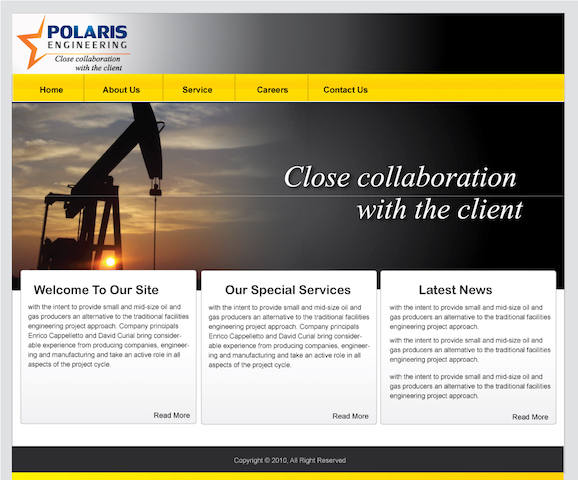 POLARIS
ENGINEERING
Close collaboration
with the client
Home About Us Service Careers Contact Us
Close collaboration
with the client
Welcome To Our Site
with the intent to provide small and mid-size oil and
gas producers an alternative to the traditional facilities
engineering project approach. Company principals
Enrico Cappelletto and David Curial bring consider-
able experience from producing companies, engineer-
ing and manufacturing and take an active role in all
aspects of the project cycle.
Read More
Our Special Services
with the intent to provide small and mid-size oil and
gas producers an alternative to the traditional facilities
engineering project approach. Company principals
Enrico Cappelletto and David Curial bring consider-
able experience from producing companies, engineer-
ing and manufacturing and take an active role in all
aspects of the project cycle.
Read More
Latest News
with the intent to provide small and mid-size oil and
gas producers an alternative to the traditional facilities
engineering project approach.
with the intent to provide small and mid-size oil and
gas producers an alternative to the traditional facilities
engineering project approach.
with the intent to provide small and mid-size oil and
gas producers an alternative to the traditional facilities
engineering project approach.
Read More
Copyright © 2010, All Right Reserved